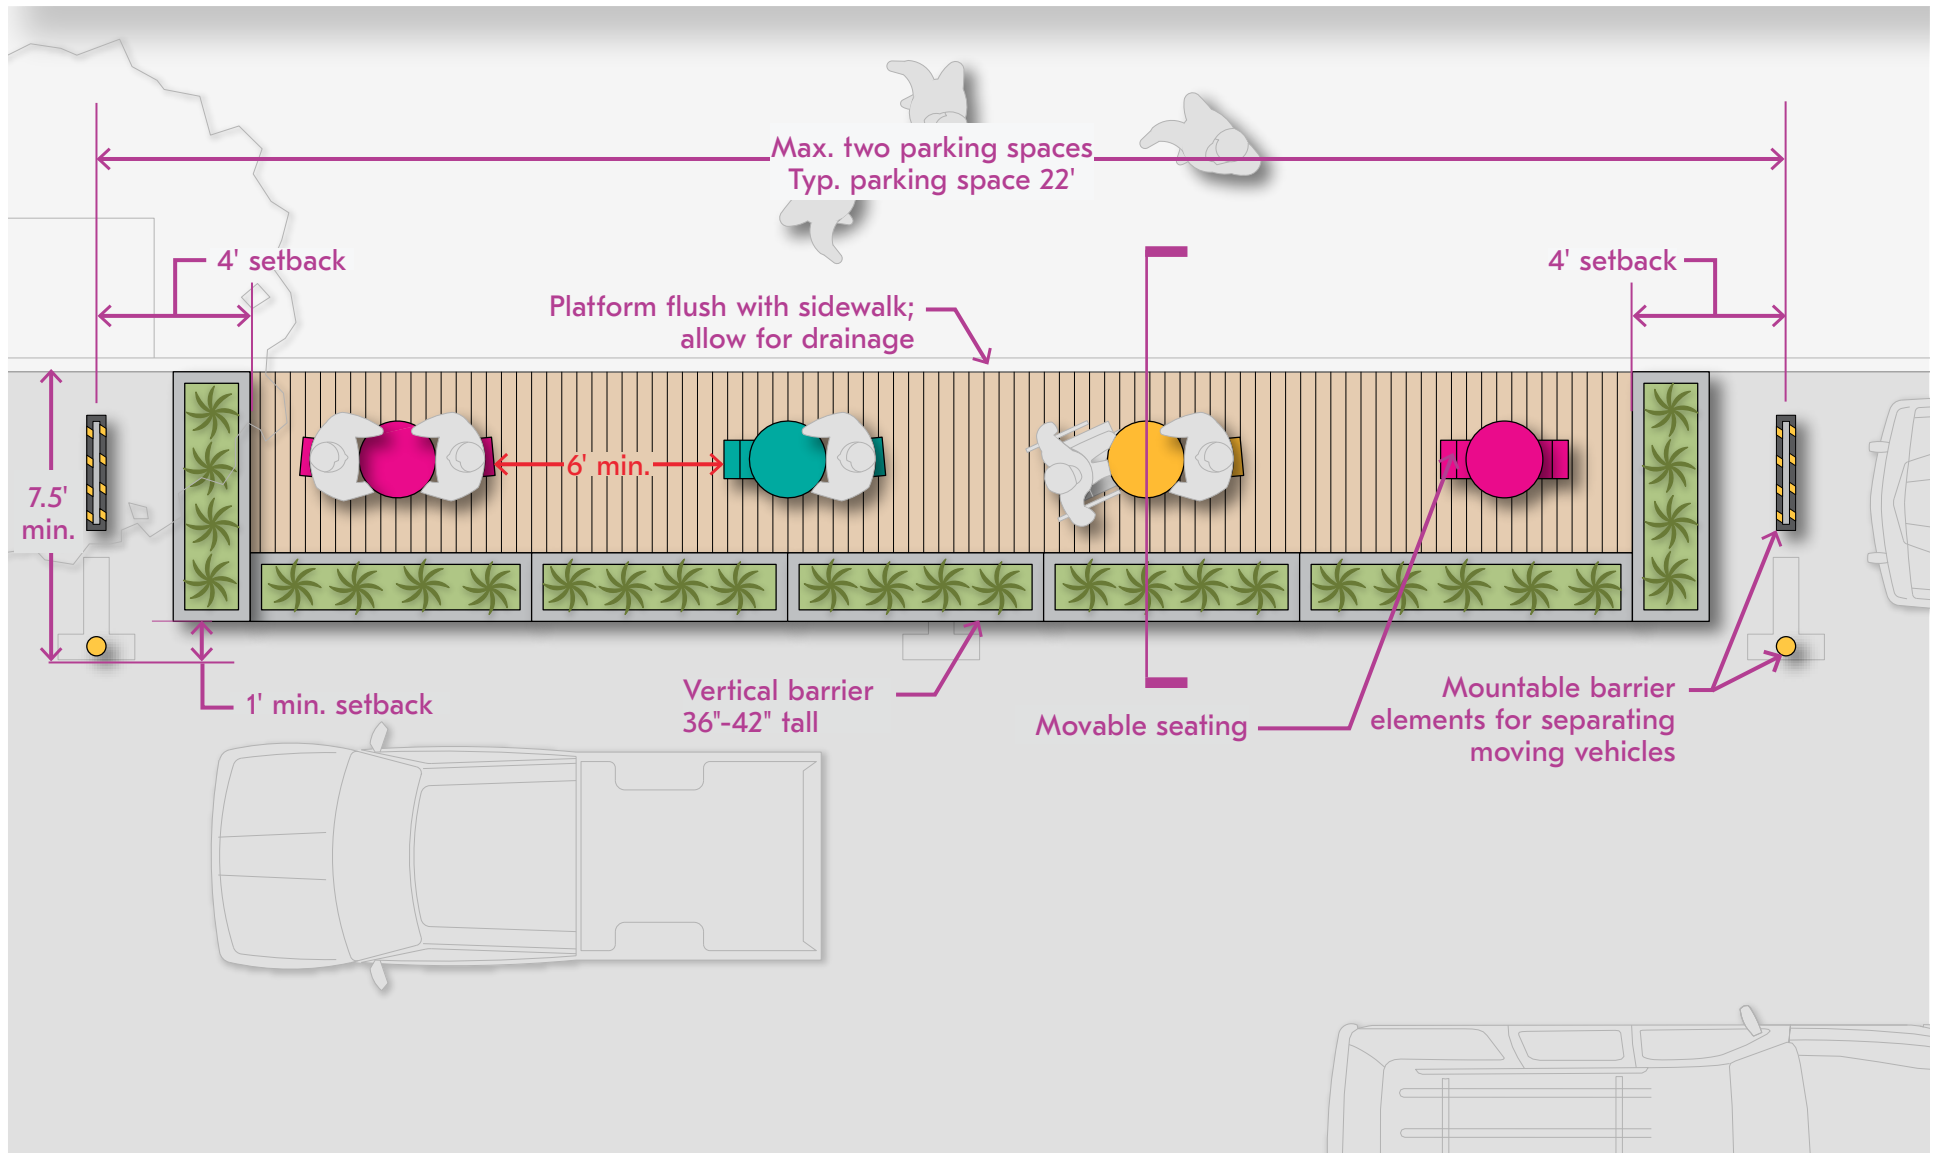 Max. two parking spaces
Typ. parking space 22'
4' setback
4' setback
Platform flush with sidewalk;
allow for drainage
6' min.
7.5'
min.
1' min. setback
Vertical barrier
36"-42" tall
Movable seating
Mountable barrier
elements for separating
moving vehicles